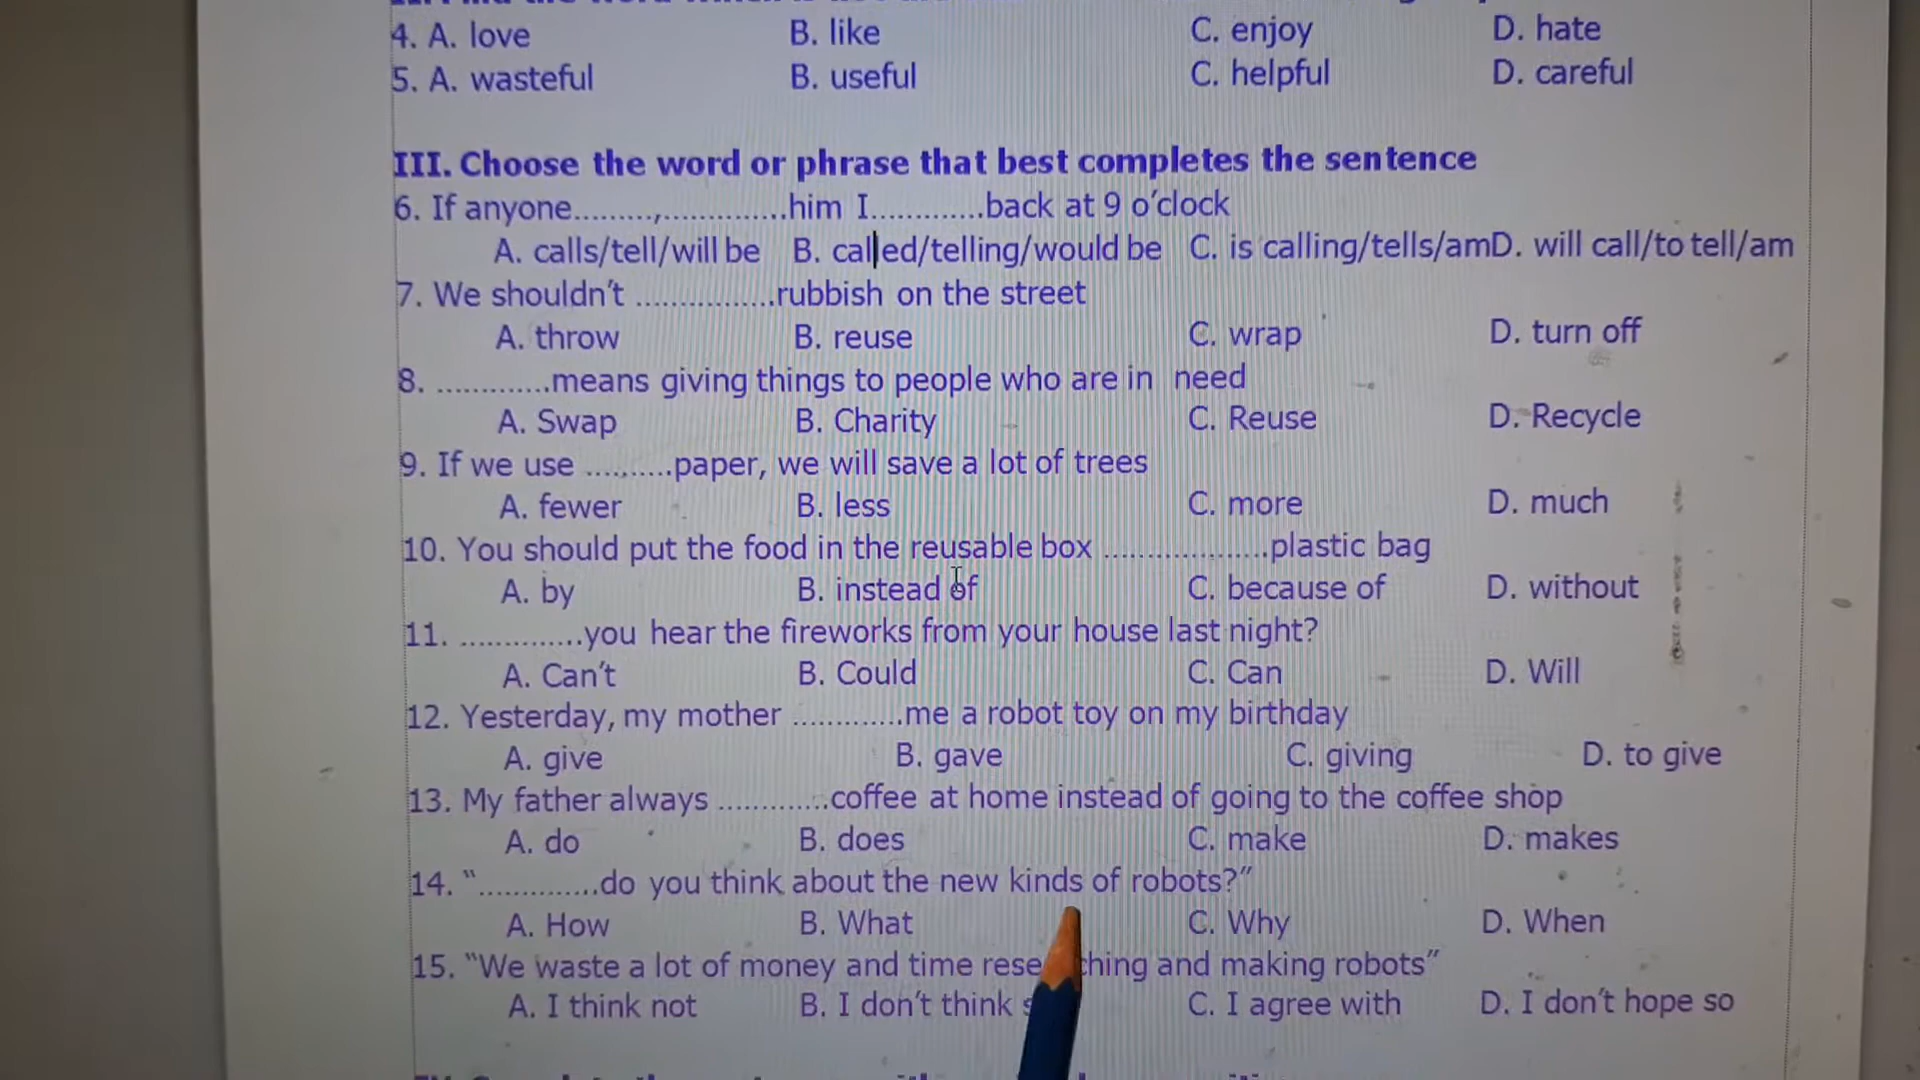 4. A. love B. like C. enjoy D. hate
5. A. wasteful B. useful C. helpful D. careful
III. Choose the word or phrase that best completes the sentence
6. If anyone.........,.............him I............back at 9 o'clock
A. calls/tell/will be B. called/telling/would be C. is calling/tells/amD. will call/to tell/am
7. We shouldn't ................rubbish on the street
A. throw B. reuse C. wrap D. turn off
8. .............means giving things to people who are in need
A. Swap B. Charity C. Reuse D. Recycle
9. If we use ..........paper, we will save a lot of trees
A. fewer B. less C. more D. much
10. You should put the food in the reusable box ...................plastic bag
A. by B. instead of C. because of D. without
11. ..............you hear the fireworks from your house last night?
A. Can't B. Could C. Can D. Will
12. Yesterday, my mother .............me a robot toy on my birthday
A. give B. gave C. giving D. to give
13. My father always .............coffee at home instead of going to the coffee shop
A. do B. does C. make D. makes
14. "..............do you think about the new kinds of robots?"
A. How B. What C. Why D. When
15. "We waste a lot of money and time and making robots"
A. I think not B. I don't think C. I agree with D. I don't hope so